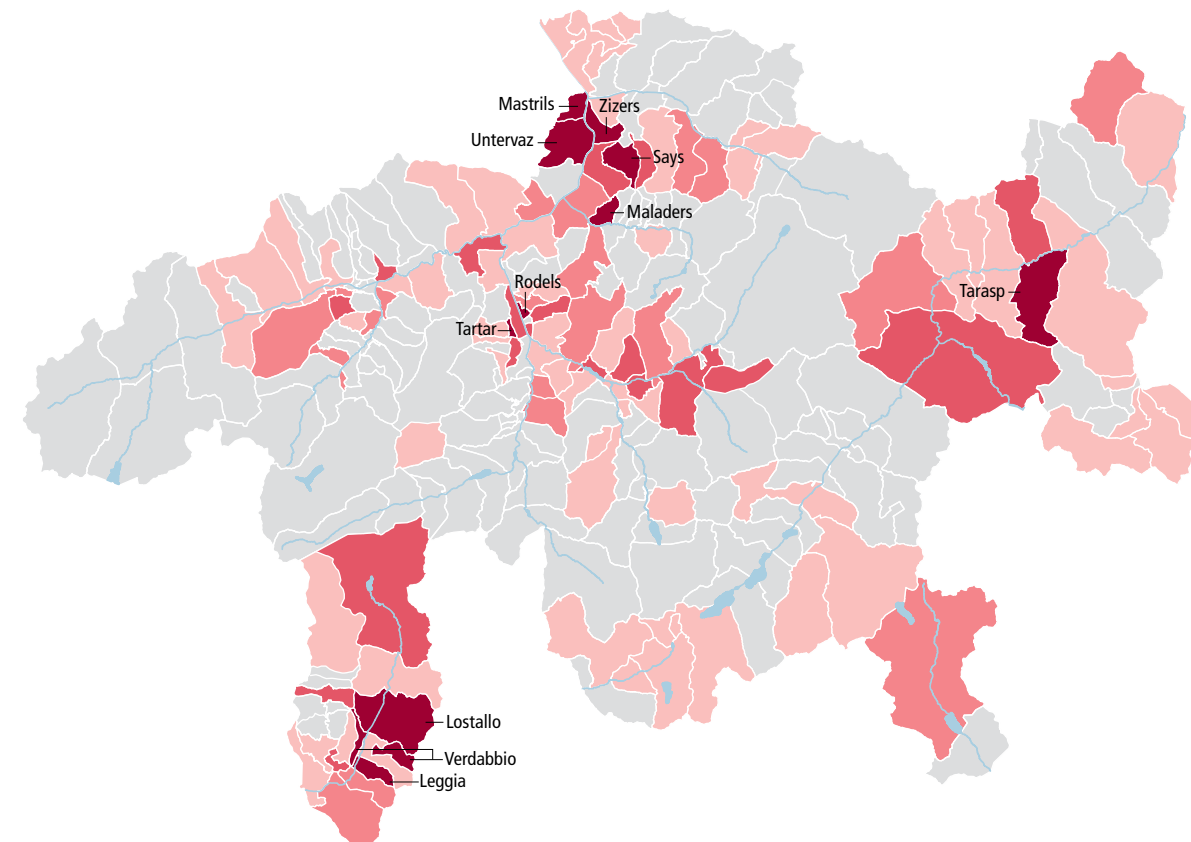 Mastrils
Zizers
Untervaz
Says
Maladers
Rodels
Tarasp
Tartar
Lostallo
Verdabbio
Leggia